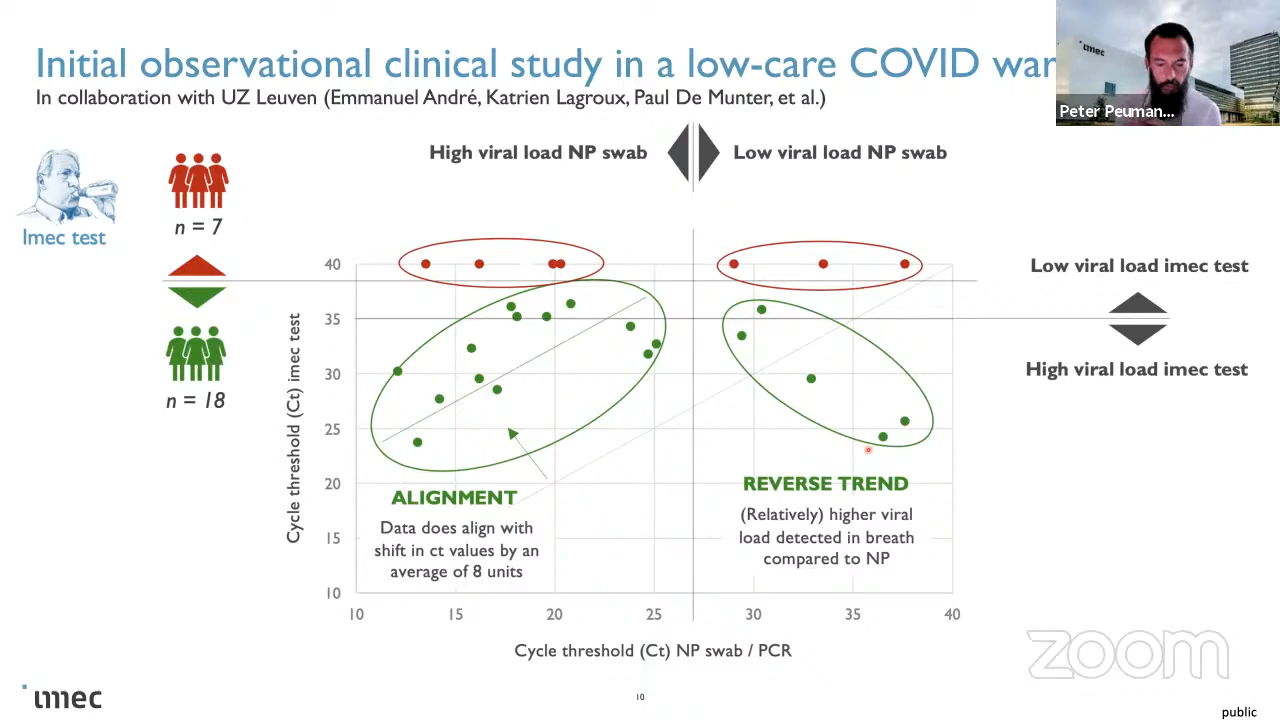 Initial observational clinical study in a low-care COVID war
In collaboration with UZ Leuven (Emmanuel André, Katrien Lagroux, Paul De Munter, et al.)
imec
Peter Peuman...
High viral load NP swab
Low viral load NP swab
Imec test
n = 7
n = 18
Low viral load imec test
High viral load imec test
Cycle threshold (Ct) imec test
40
35
30
25
20
15
10
ALIGNMENT
Data does align with
shift in ct values by an
average of 8 units
REVERSE TREND
(Relatively) higher viral
load detected in breath
compared to NP
10 15 20 25 30 35 40
Cycle threshold (Ct) NP swab / PCR
zoom
imec
10
public